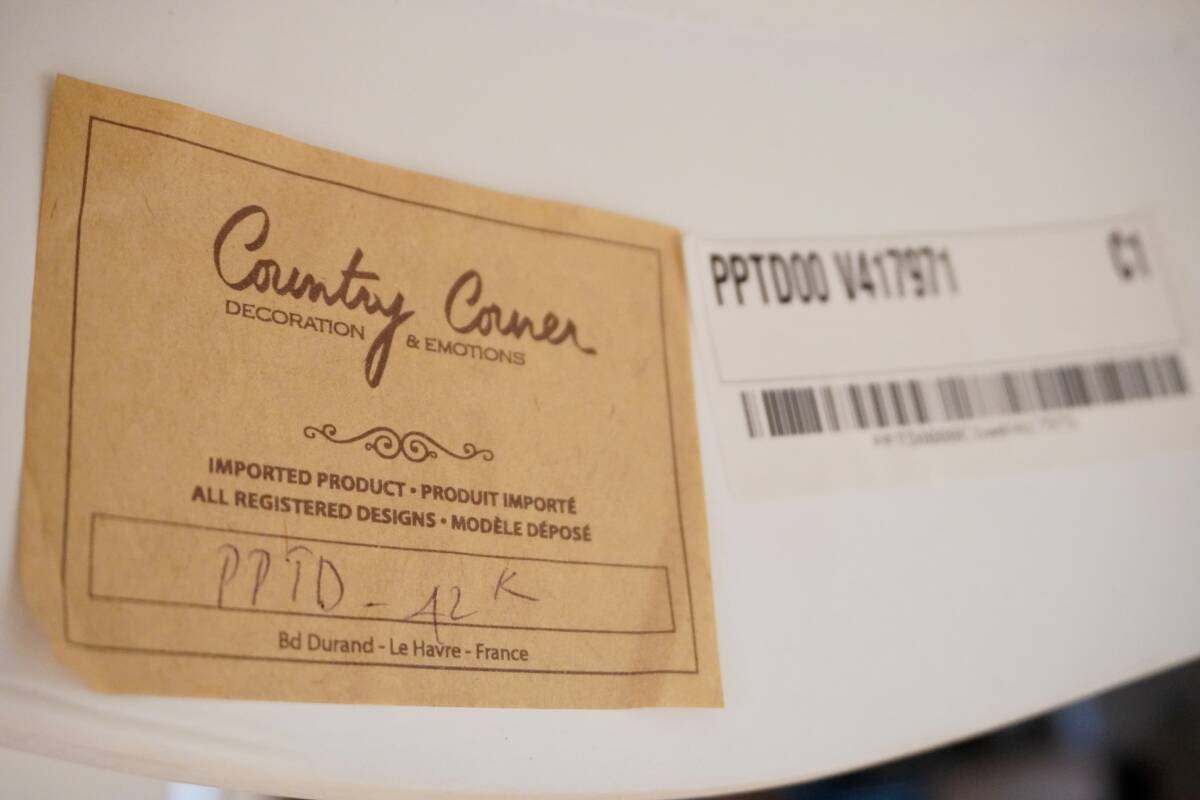 Country Corner
DECORATION & EMOTIONS
IMPORTED PRODUCT • PRODUIT IMPORTÉ
ALL REGISTERED DESIGNS • MODÈLE DÉPOSÉ
PPTD - 42 K
Bd Durand - Le Havre - France
PPTD00 V417971
C1